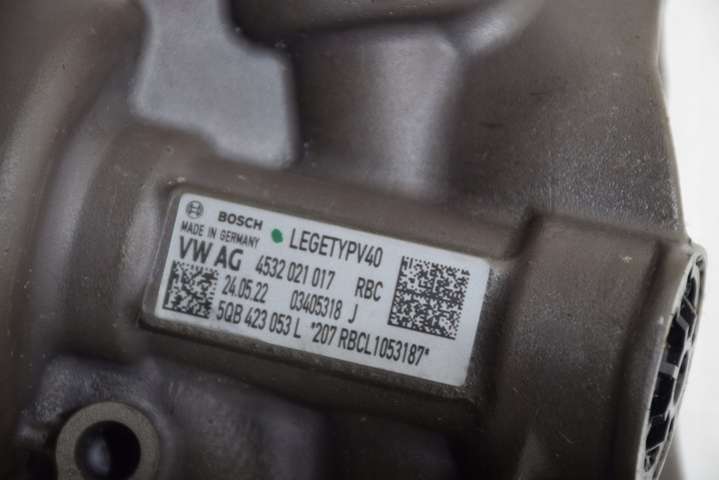 BOSCH LEGETYPV40
MADE IN GERMANY
VW AG 4532 021 017 RBC
24.05.22 03405318 J
5QB 423 053 L *207 RBCL1053187*